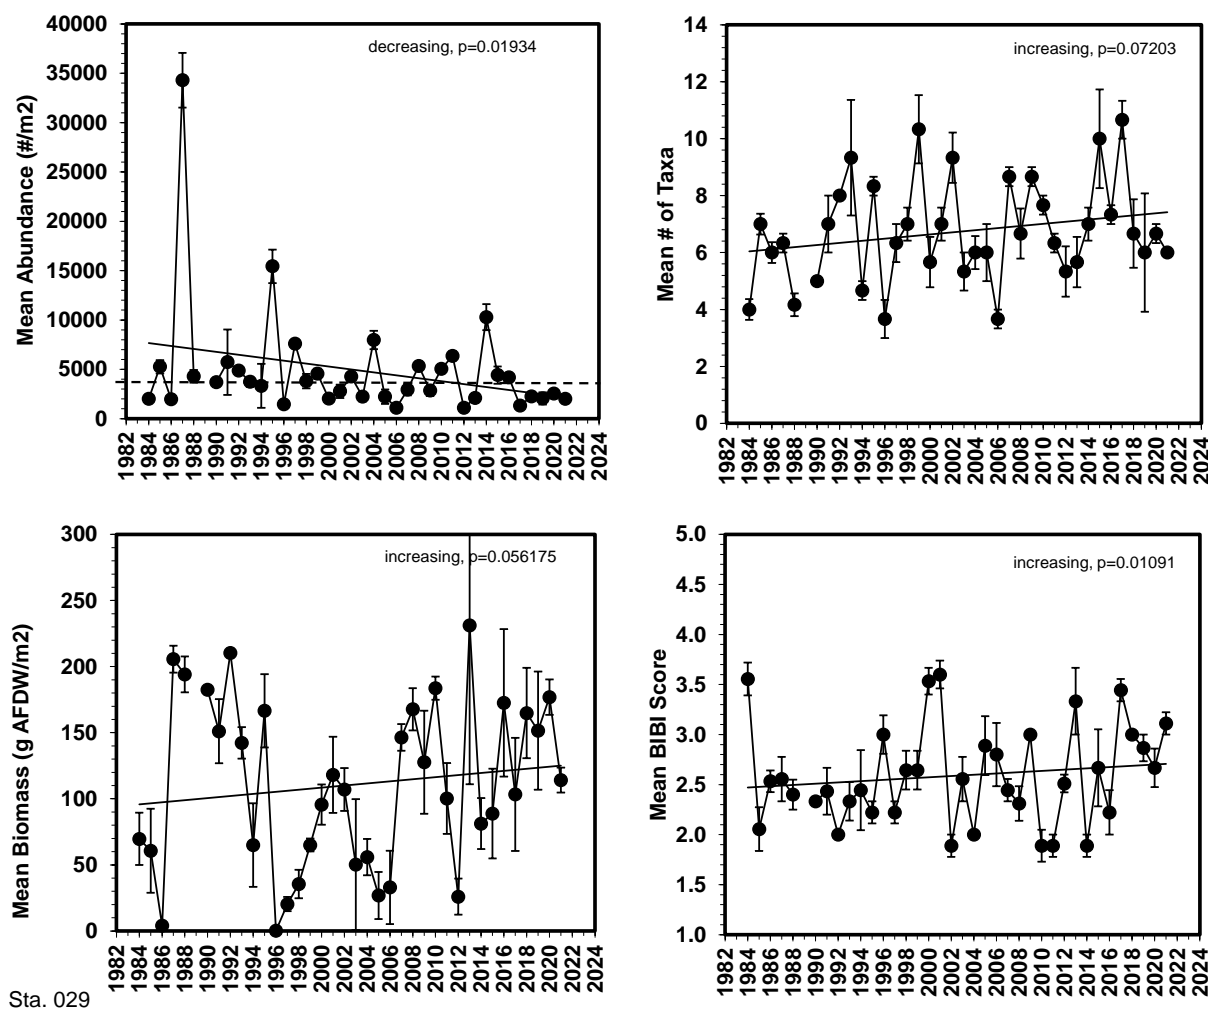 40000
35000
30000
25000
20000
15000
10000
5000
0
Mean Abundance (#/m2)
decreasing, p=0.01934
1982 1984 1986 1988 1990 1992 1994 1996 1998 2000 2002 2004 2006 2008 2010 2012 2014 2016 2018 2020 2022 2024
14
12
10
8
6
4
2
0
Mean # of Taxa
increasing, p=0.07203
1982 1984 1986 1988 1990 1992 1994 1996 1998 2000 2002 2004 2006 2008 2010 2012 2014 2016 2018 2020 2022 2024
300
250
200
150
100
50
0
Mean Biomass (g AFDW/m2)
increasing, p=0.056175
1982 1984 1986 1988 1990 1992 1994 1996 1998 2000 2002 2004 2006 2008 2010 2012 2014 2016 2018 2020 2022 2024
5.0
4.5
4.0
3.5
3.0
2.5
2.0
1.5
1.0
Mean BIBI Score
increasing, p=0.01091
1982 1984 1986 1988 1990 1992 1994 1996 1998 2000 2002 2004 2006 2008 2010 2012 2014 2016 2018 2020 2022 2024
Sta. 029